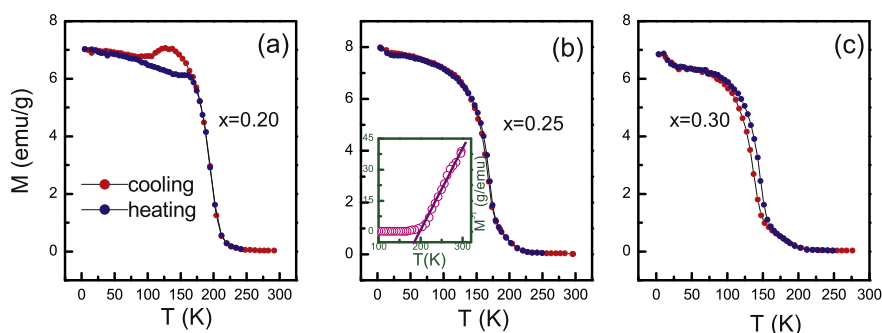 (a)
x=0.20
cooling
heating
M (emu/g)
8
6
4
2
0
0 50 100 150 200 250 300
T (K)
(b)
x=0.25
8
6
4
2
0
0 50 100 150 200 250 300
T (K)
45
30
15
0
100 200 300
T(K)
M⁻¹ (g/emu)
(c)
x=0.30
8
6
4
2
0
0 50 100 150 200 250 300
T (K)